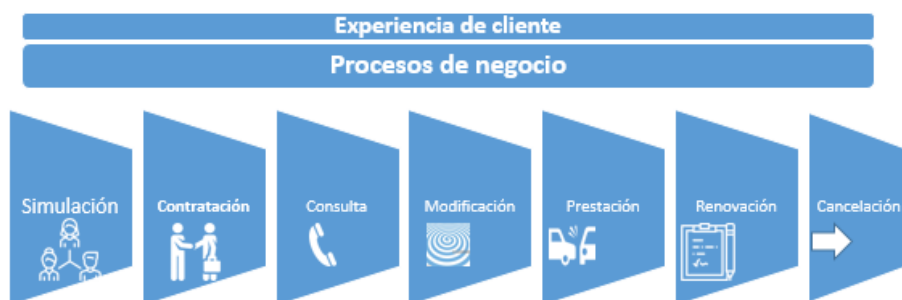 Experiencia de cliente
Procesos de negocio
Simulación
Contratación
Consulta
Modificación
Prestación
Renovación
Cancelación